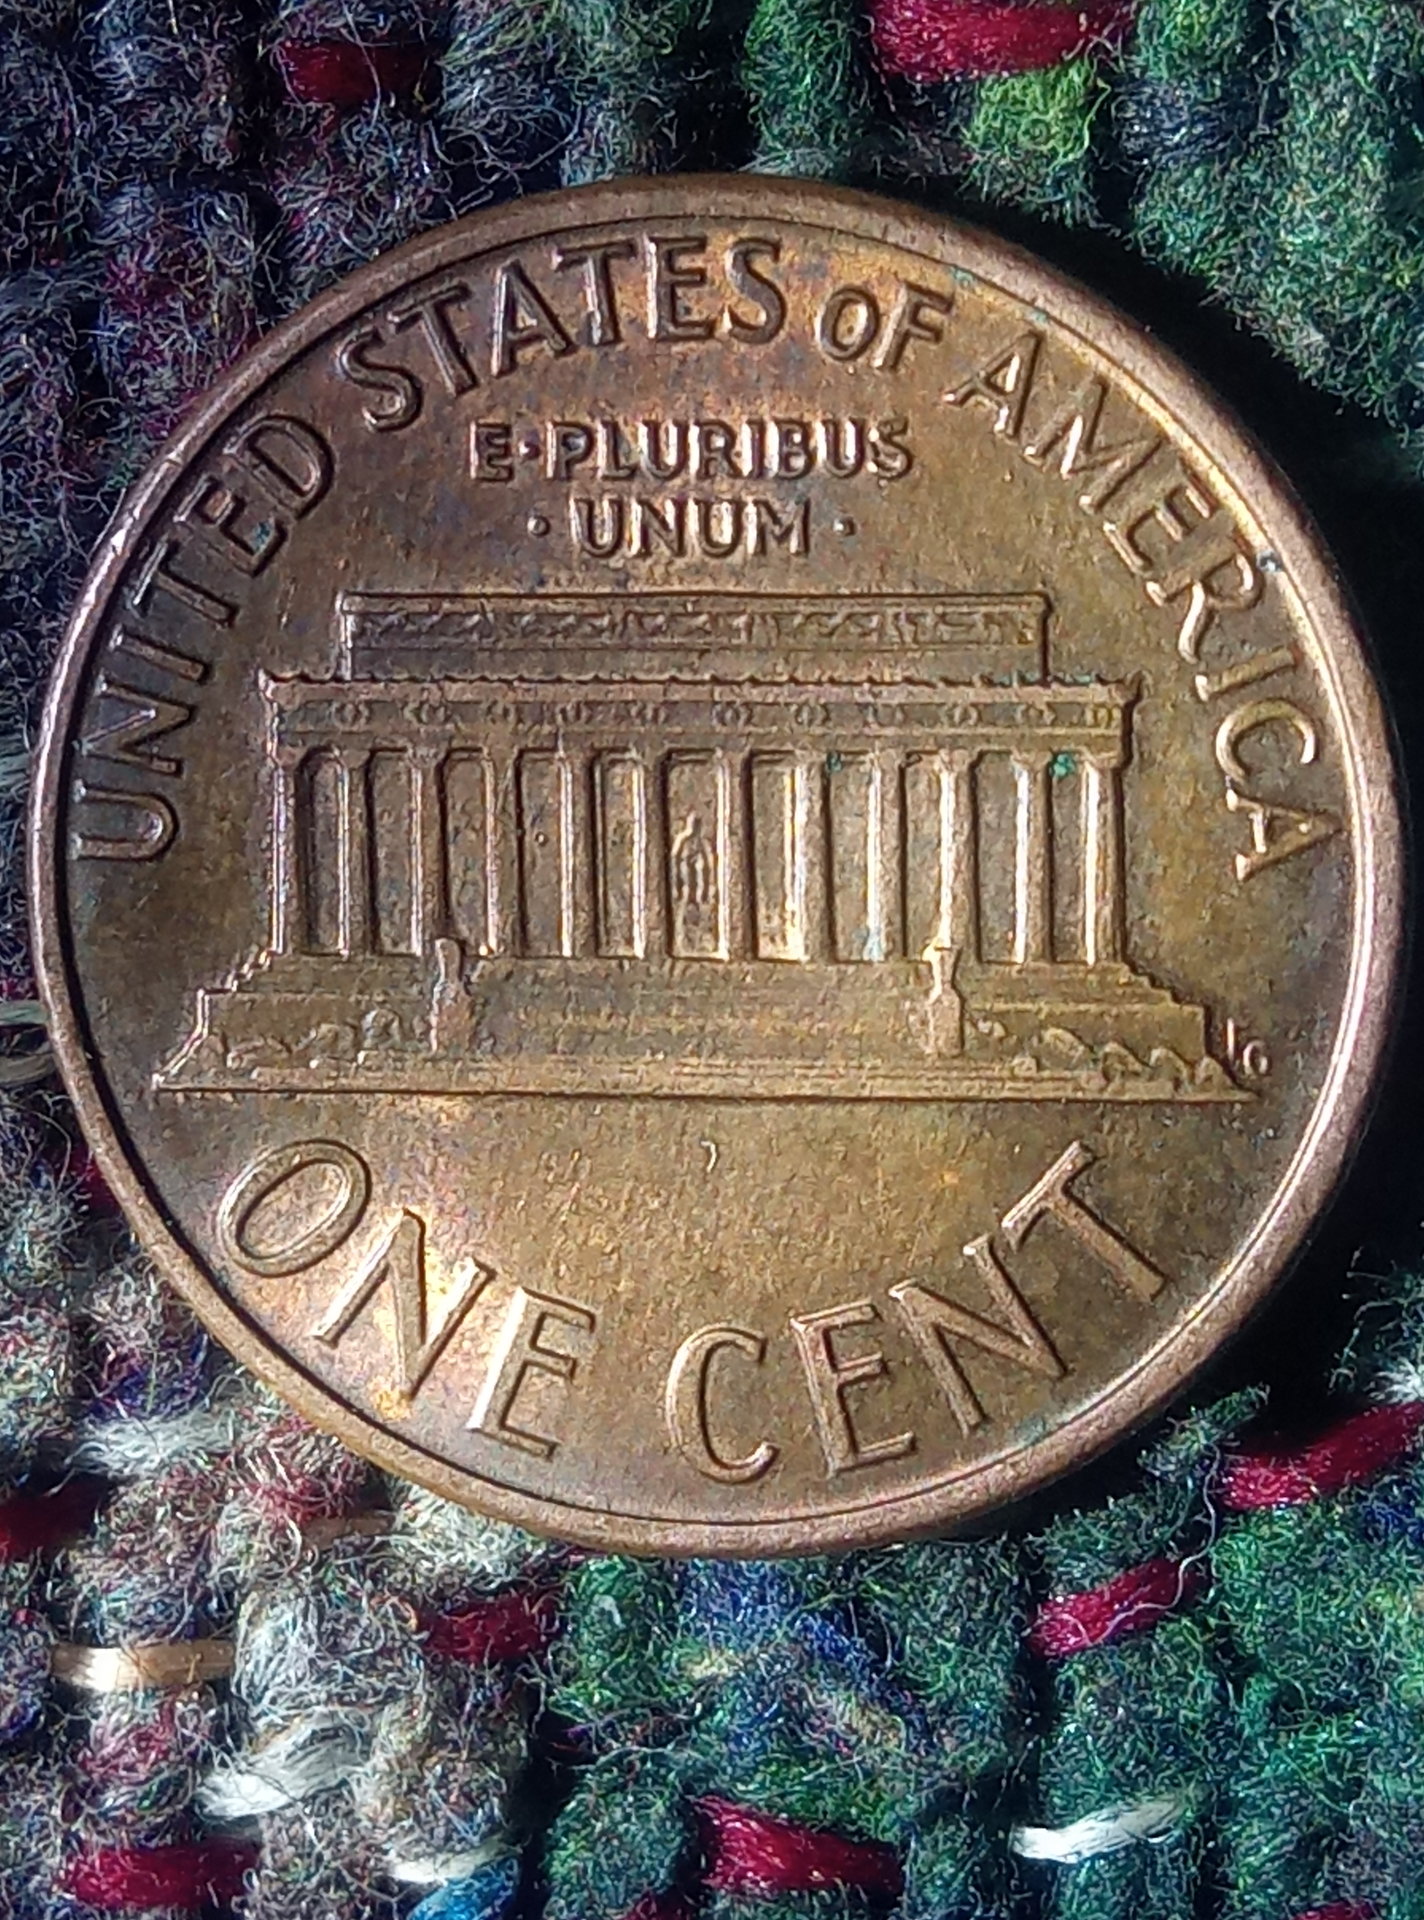 UNITED STATES OF AMERICA
E·PLURIBUS
·UNUM·
ONE CENT